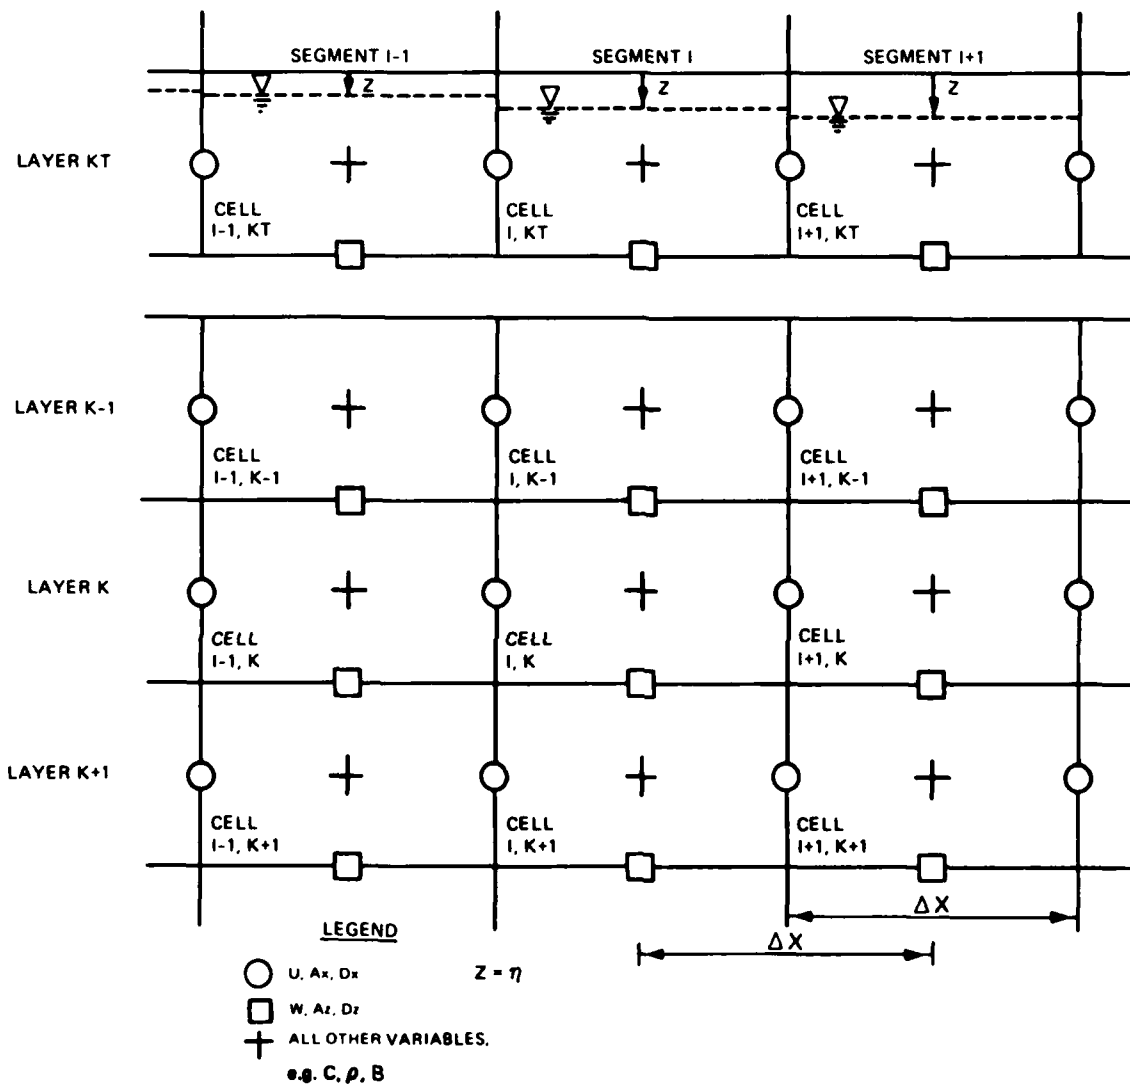 SEGMENT I-1 SEGMENT I SEGMENT I+1
Z Z Z
LAYER KT
CELL CELL CELL
I-1, KT I, KT I+1, KT
LAYER K-1
CELL CELL CELL
I-1, K-1 I, K-1 I+1, K-1
LAYER K
CELL CELL CELL
I-1, K I, K I+1, K
LAYER K+1
CELL CELL CELL
I-1, K+1 I, K+1 I+1, K+1
ΔX
ΔX
LEGEND
U, Ax, Dx Z = η
W, Az, Dz
ALL OTHER VARIABLES,
e.g. C, ρ, B